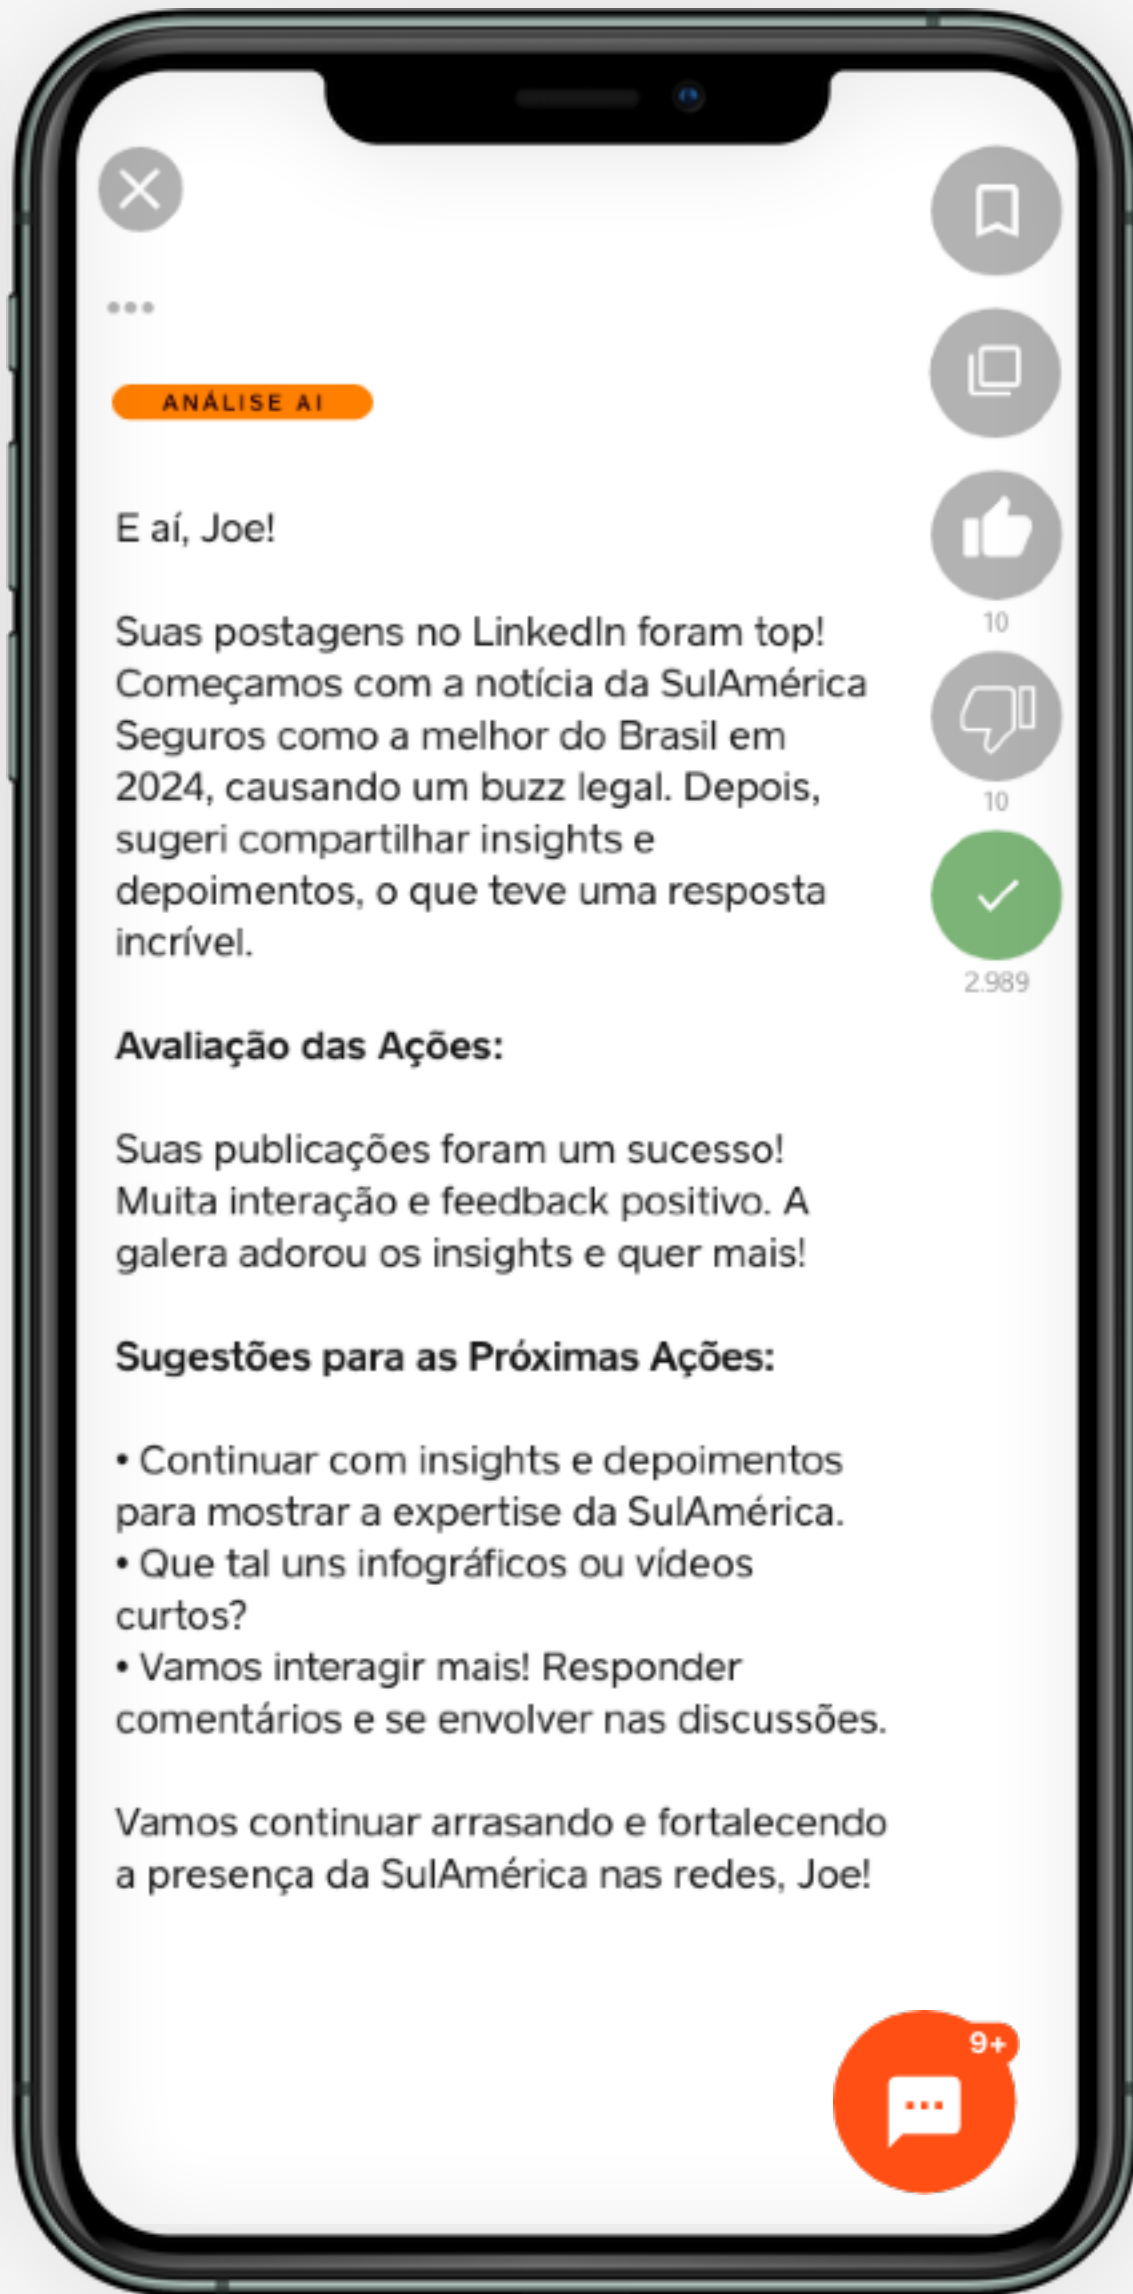 ANÁLISE AI
E aí, Joe!
Suas postagens no LinkedIn foram top!
Começamos com a notícia da SulAmérica
Seguros como a melhor do Brasil em
2024, causando um buzz legal. Depois,
sugeri compartilhar insights e
depoimentos, o que teve uma resposta
incrível.
Avaliação das Ações:
Suas publicações foram um sucesso!
Muita interação e feedback positivo. A
galera adorou os insights e quer mais!
Sugestões para as Próximas Ações:
• Continuar com insights e depoimentos
para mostrar a expertise da SulAmérica.
• Que tal uns infográficos ou vídeos
curtos?
• Vamos interagir mais! Responder
comentários e se envolver nas discussões.
Vamos continuar arrasando e fortalecendo
a presença da SulAmérica nas redes, Joe!
10
10
2.989
9+